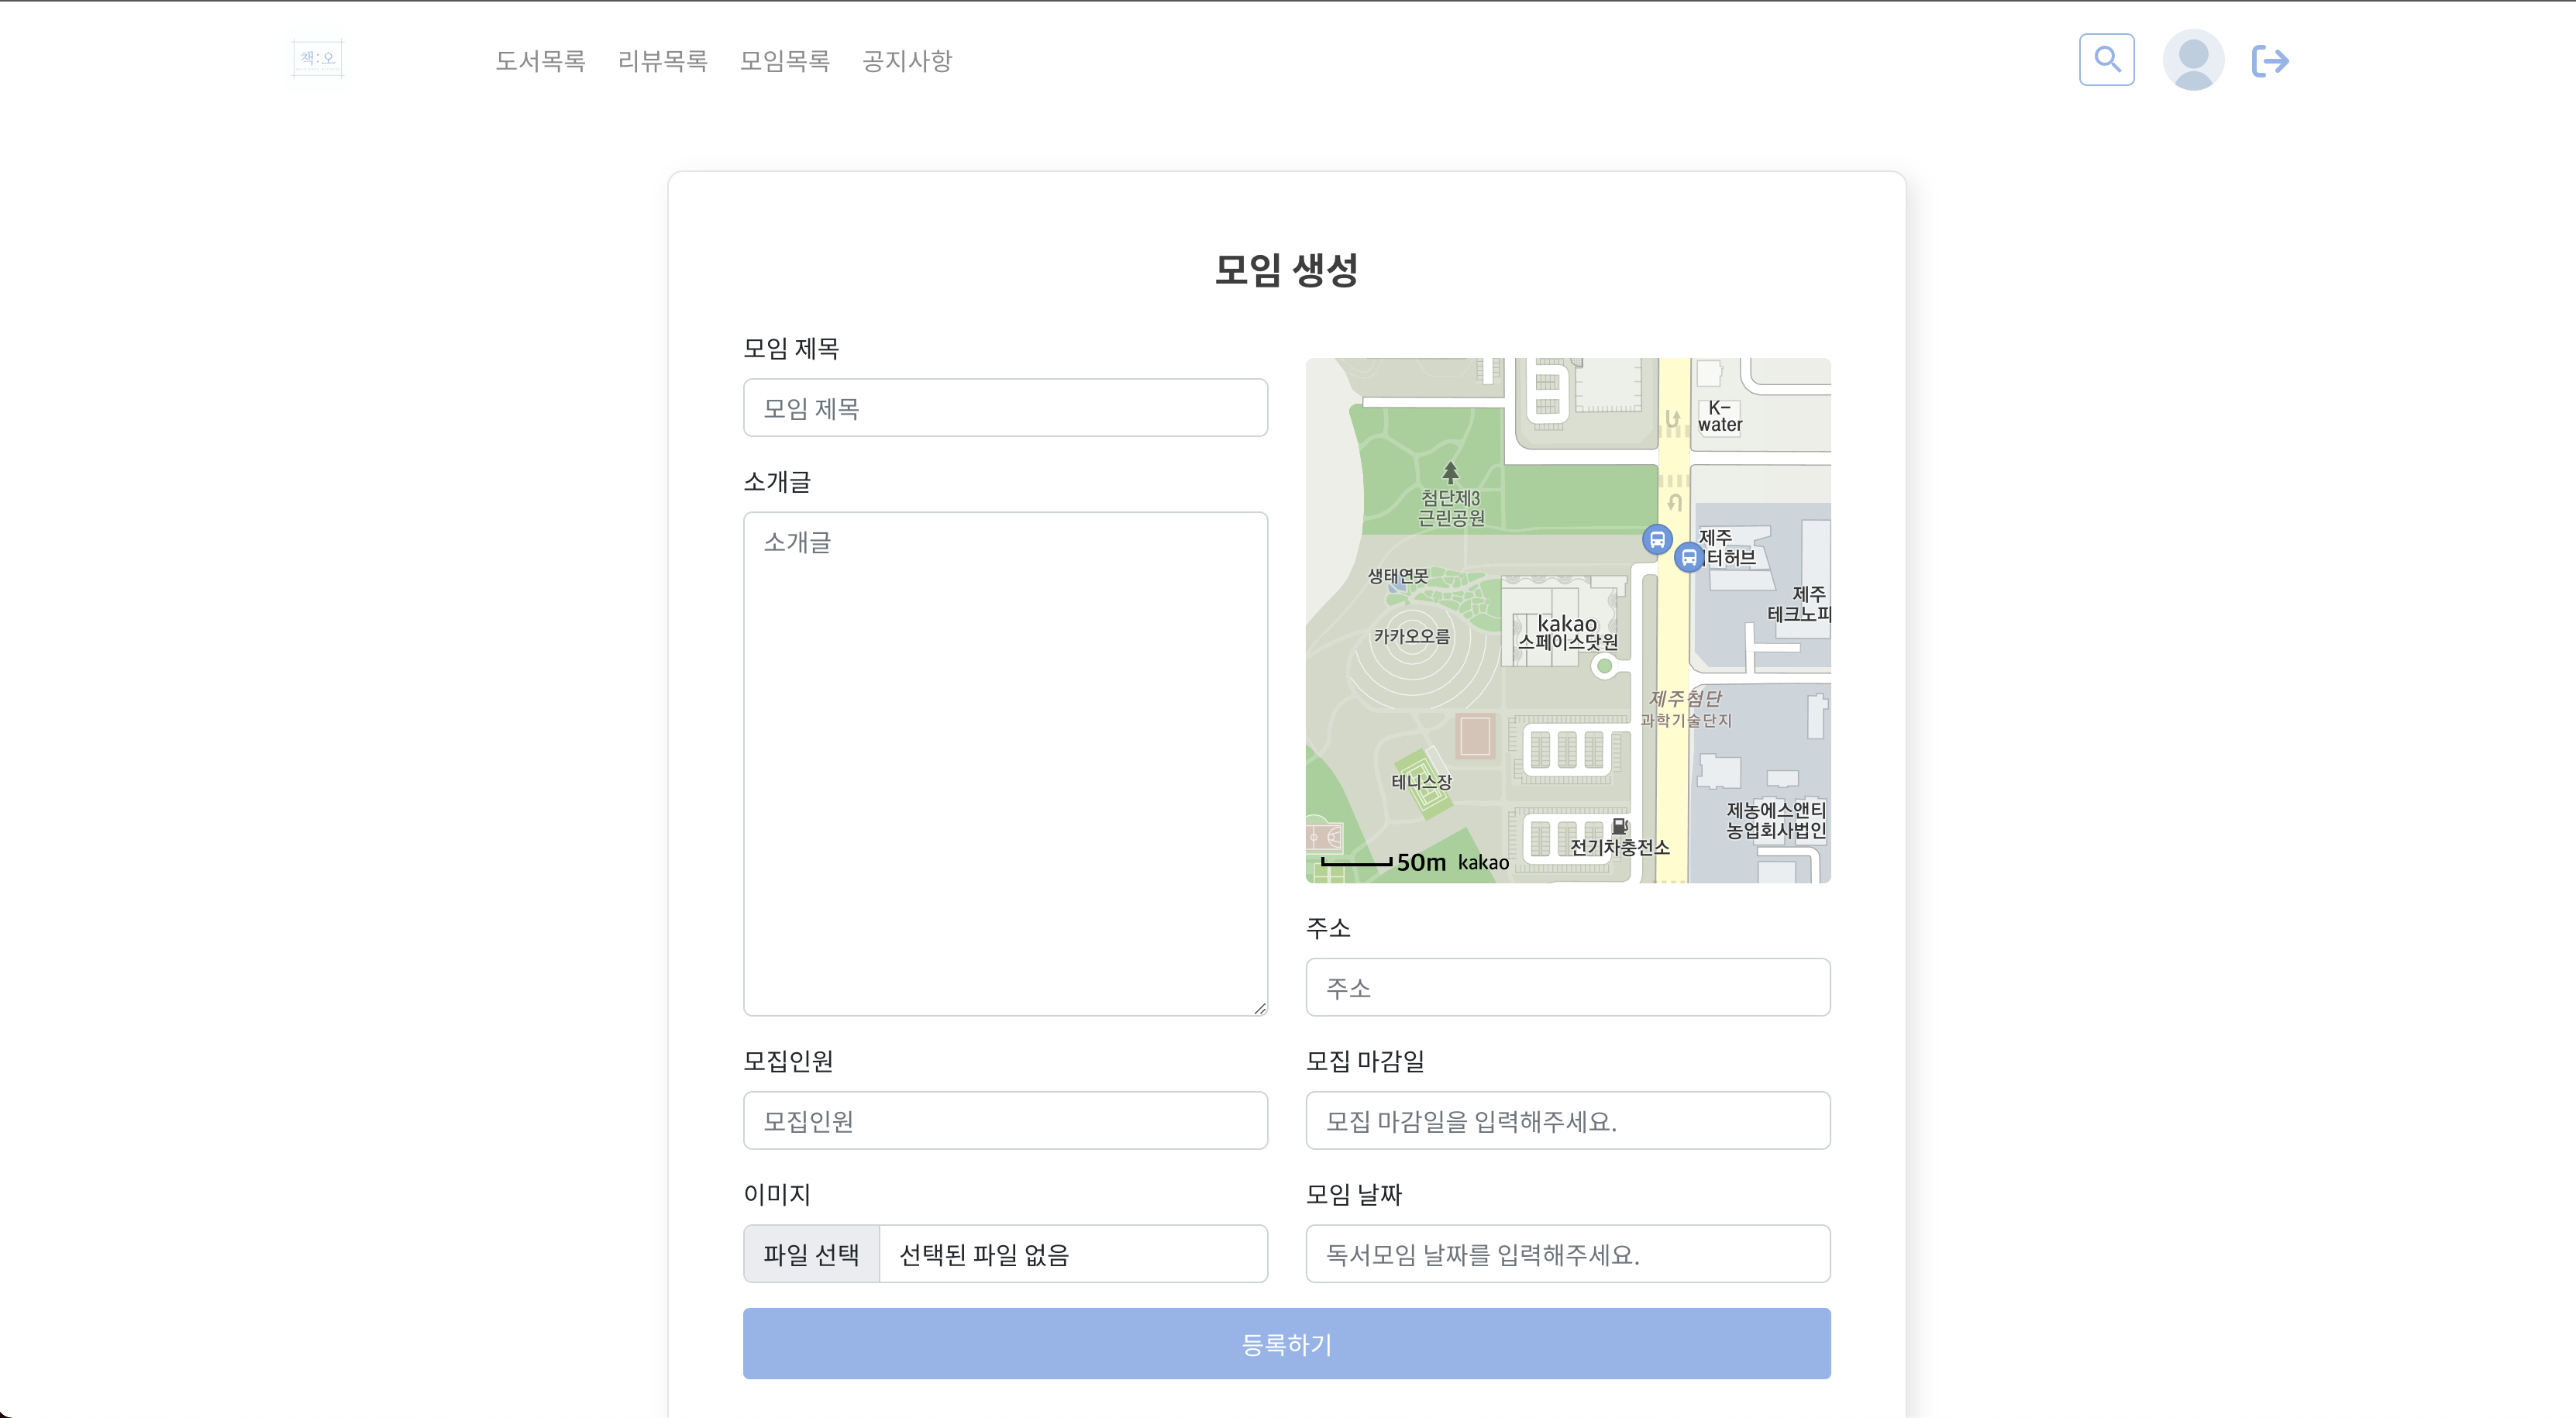 책:오
도서목록 리뷰목록 모임목록 공지사항
모임 생성
모임 제목
모임 제목
소개글
소개글
K-
water
첨단제3
근린공원
제주
터허브
생태연못
제주
테크노파
kakao
스페이스닷원
카카오오름
제주첨단
과학기술단지
테니스장
제농에스앤티
농업회사법인
전기차충전소
50m kakao
주소
주소
모집인원
모집인원
모집 마감일
모집 마감일을 입력해주세요.
이미지
파일 선택 선택된 파일 없음
모임 날짜
독서모임 날짜를 입력해주세요.
등록하기